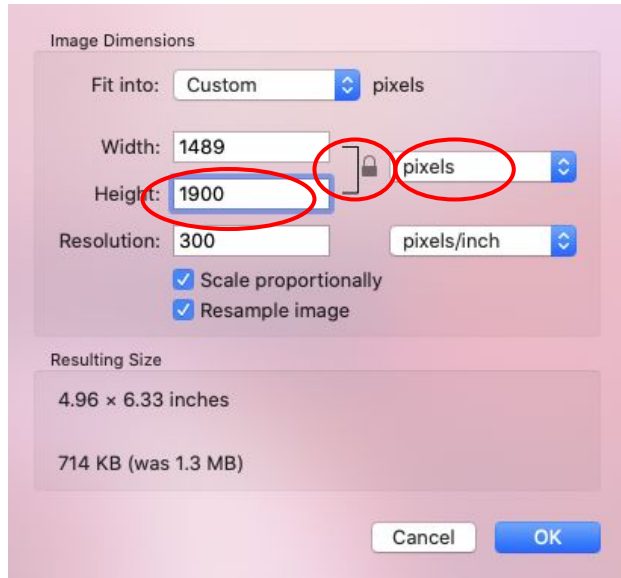 Image Dimensions
Fit into: Custom pixels
Width: 1489
pixels
Height: 1900
Resolution: 300 pixels/inch
Scale proportionally
Resample image
Resulting Size
4.96 × 6.33 inches
714 KB (was 1.3 MB)
Cancel OK